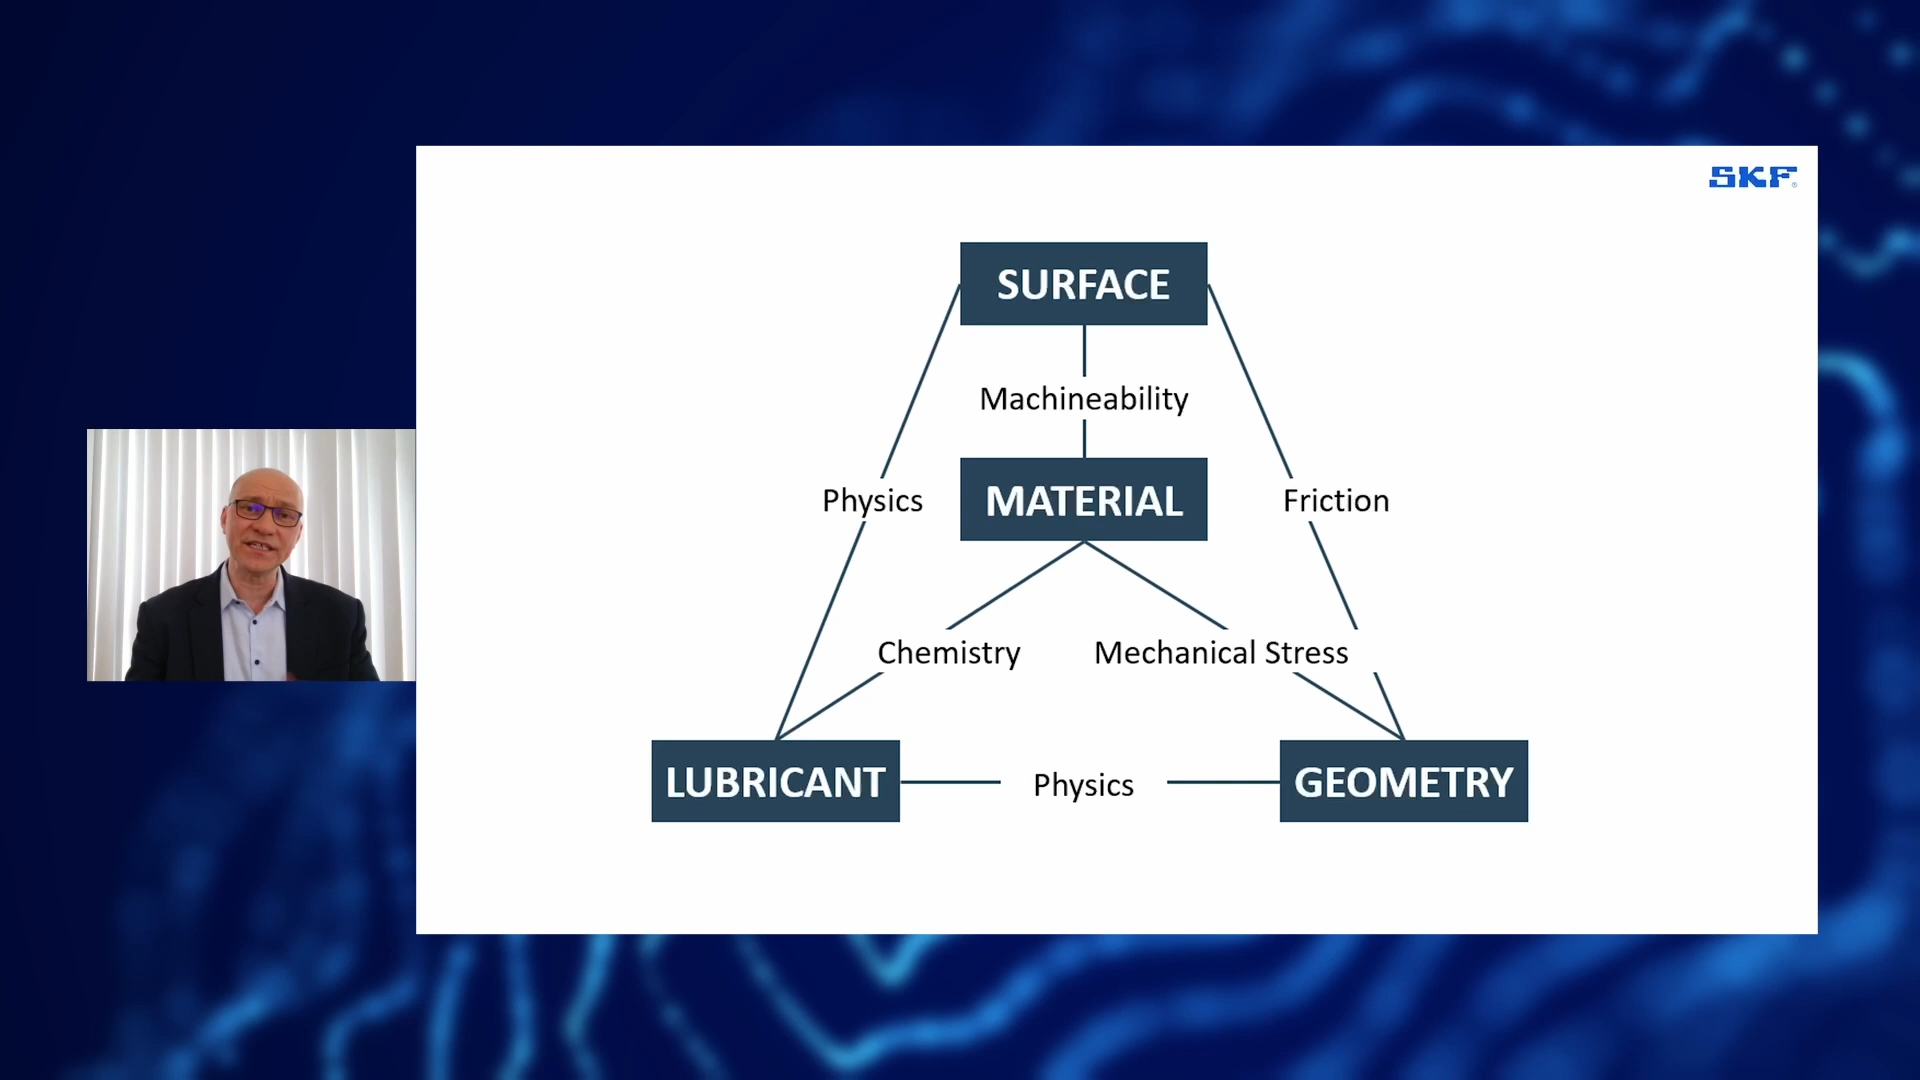 SKF
SURFACE
Machineability
Physics
MATERIAL
Friction
Chemistry
Mechanical Stress
LUBRICANT
Physics
GEOMETRY